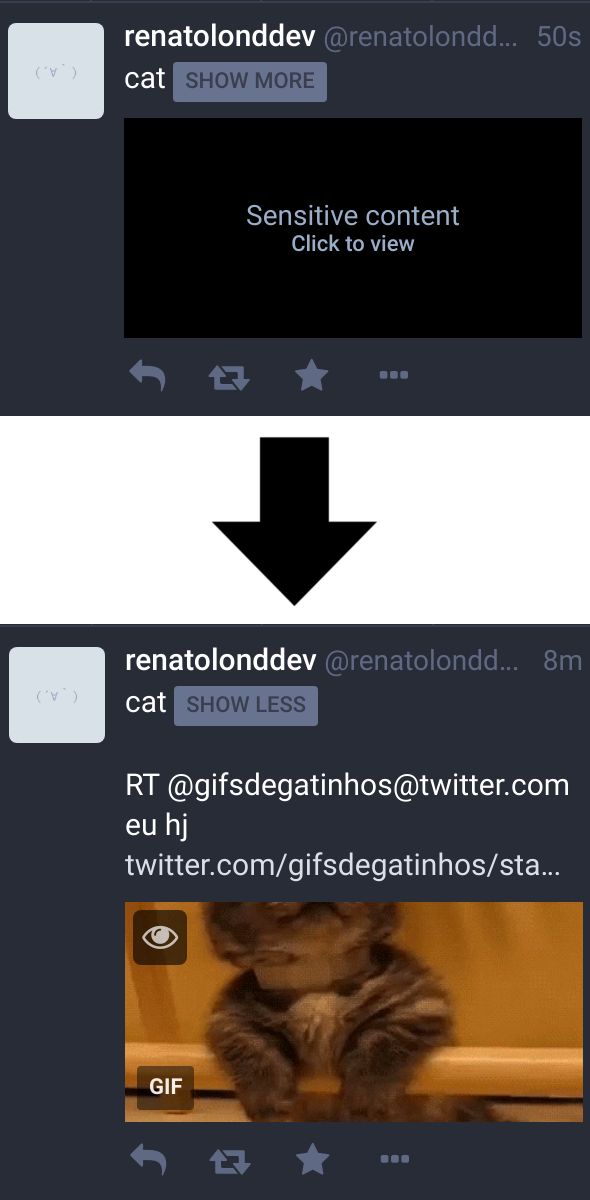 renatolonddev @renatolondd... 50s
cat SHOW MORE
(´∀｀)
Sensitive content
Click to view
renatolonddev @renatolondd... 8m
cat SHOW LESS
(´∀｀)
RT @gifsdegatinhos@twitter.com
eu hj
twitter.com/gifsdegatinhos/sta...
GIF